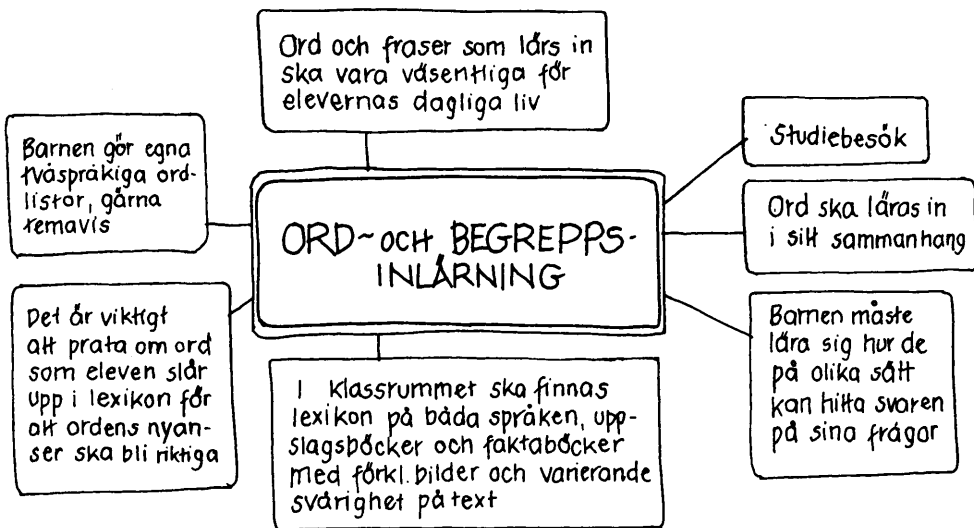 Ord och fraser som lärs in
ska vara väsentliga för
elevernas dagliga liv
Barnen gör egna
tvåspråkiga ord-
listor, gärna
temavis
Studiebesök
ORD- OCH BEGREPPS-
INLÄRNING
Ord ska läras in
i sitt sammanhang
Det är viktigt
att prata om ord
som eleven slår
upp i lexikon för
att ordens nyan-
ser ska bli riktiga
I klassrummet ska finnas
lexikon på båda språken, upp-
slagsböcker och faktaböcker
med förkl. bilder och varierande
svårighet på text
Barnen måste
lära sig hur de
på olika sätt
kan hitta svaren
på sina frågor